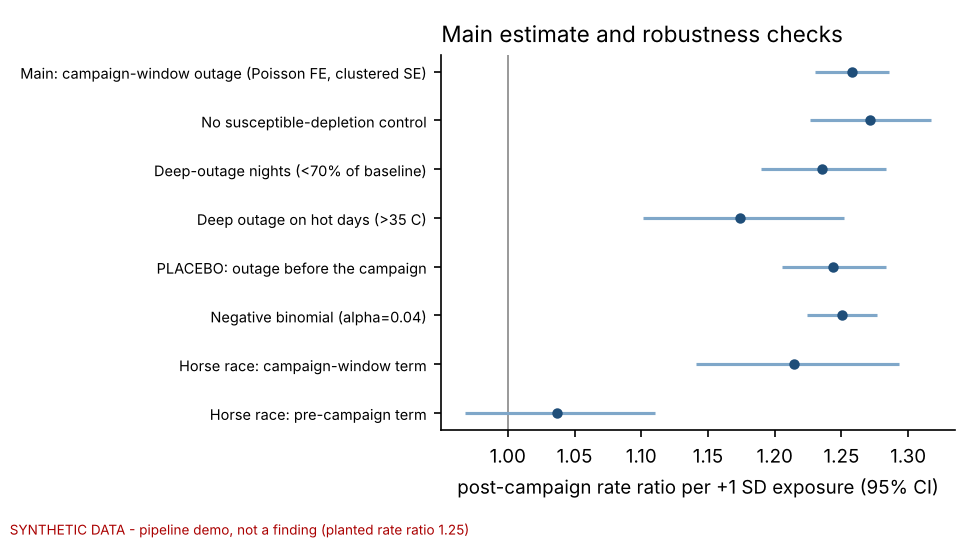 Main estimate and robustness checks
Main: campaign-window outage (Poisson FE, clustered SE)
No susceptible-depletion control
Deep-outage nights (<70% of baseline)
Deep outage on hot days (>35 C)
PLACEBO: outage before the campaign
Negative binomial (alpha=0.04)
Horse race: campaign-window term
Horse race: pre-campaign term
1.00 1.05 1.10 1.15 1.20 1.25 1.30
post-campaign rate ratio per +1 SD exposure (95% CI)
SYNTHETIC DATA - pipeline demo, not a finding (planted rate ratio 1.25)